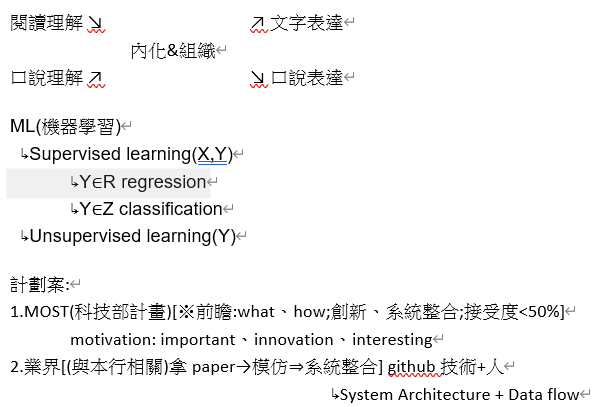 閱讀理解↘ ↗文字表達
內化&組織
口說理解↗ ↘口說表達
ML(機器學習)
↳Supervised learning(X,Y)
↳Y∈R regression
↳Y∈Z classification
↳Unsupervised learning(Y)
計劃案:
1.MOST(科技部計畫)[※前瞻:what、how;創新、系統整合;接受度<50%]
motivation: important、innovation、interesting
2.業界[(與本行相關)拿 paper→模仿⇒系統整合] github 技術+人
↳System Architecture + Data flow